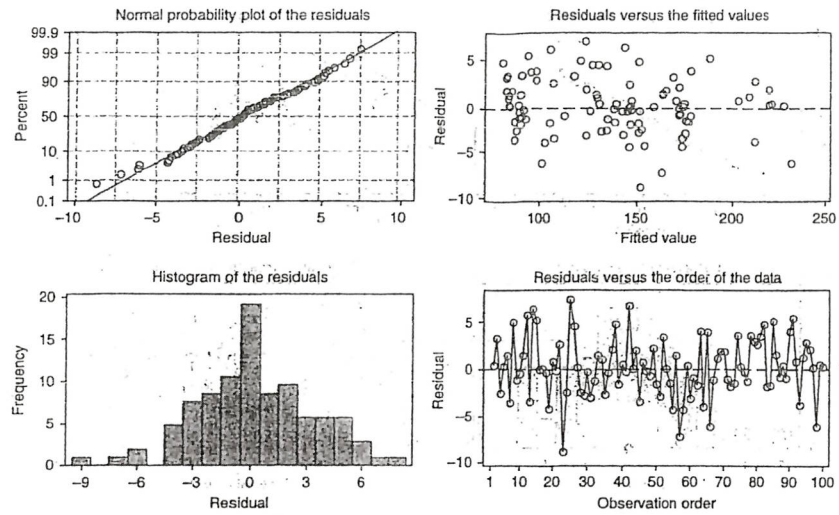 Normal probability plot of the residuals
99.9
99
90
50
10
1
0.1
Percent
−10 −5 0 5 10
Residual
Residuals versus the fitted values
5
0
−5
−10
Residual
100 150 200 250
Fitted value
Histogram of the residuals
20
15
10
5
0
Frequency
−9 −6 −3 0 3 6
Residual
Residuals versus the order of the data
5
0
−5
−10
Residual
1 10 20 30 40 50 60 70 80 90 100
Observation order